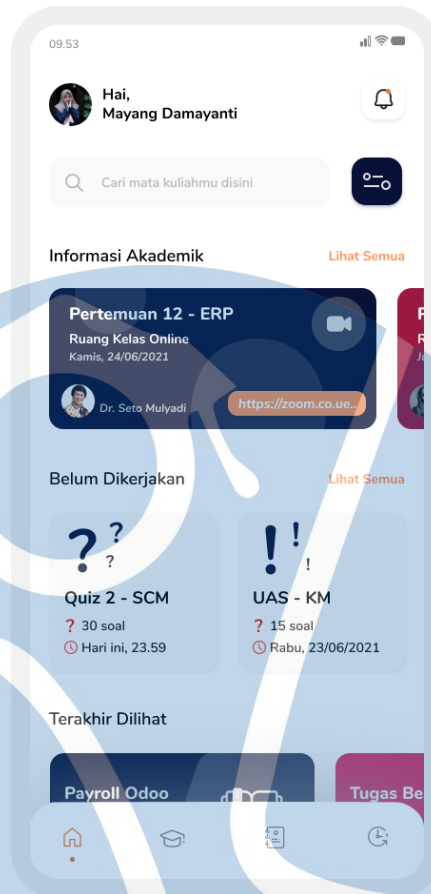 09.53
Hai,
Mayang Damayanti
Cari mata kuliahmu disini
Informasi Akademik
Lihat Semua
Pertemuan 12 - ERP
Ruang Kelas Online
Kamis, 24/06/2021
Dr. Seto Mulyadi
https://zoom.co.ue...
Belum Dikerjakan
Lihat Semua
Quiz 2 - SCM
30 soal
Hari ini, 23.59
UAS - KM
15 soal
Rabu, 23/06/2021
Terakhir Dilihat
Payroll Odoo
Tugas Be